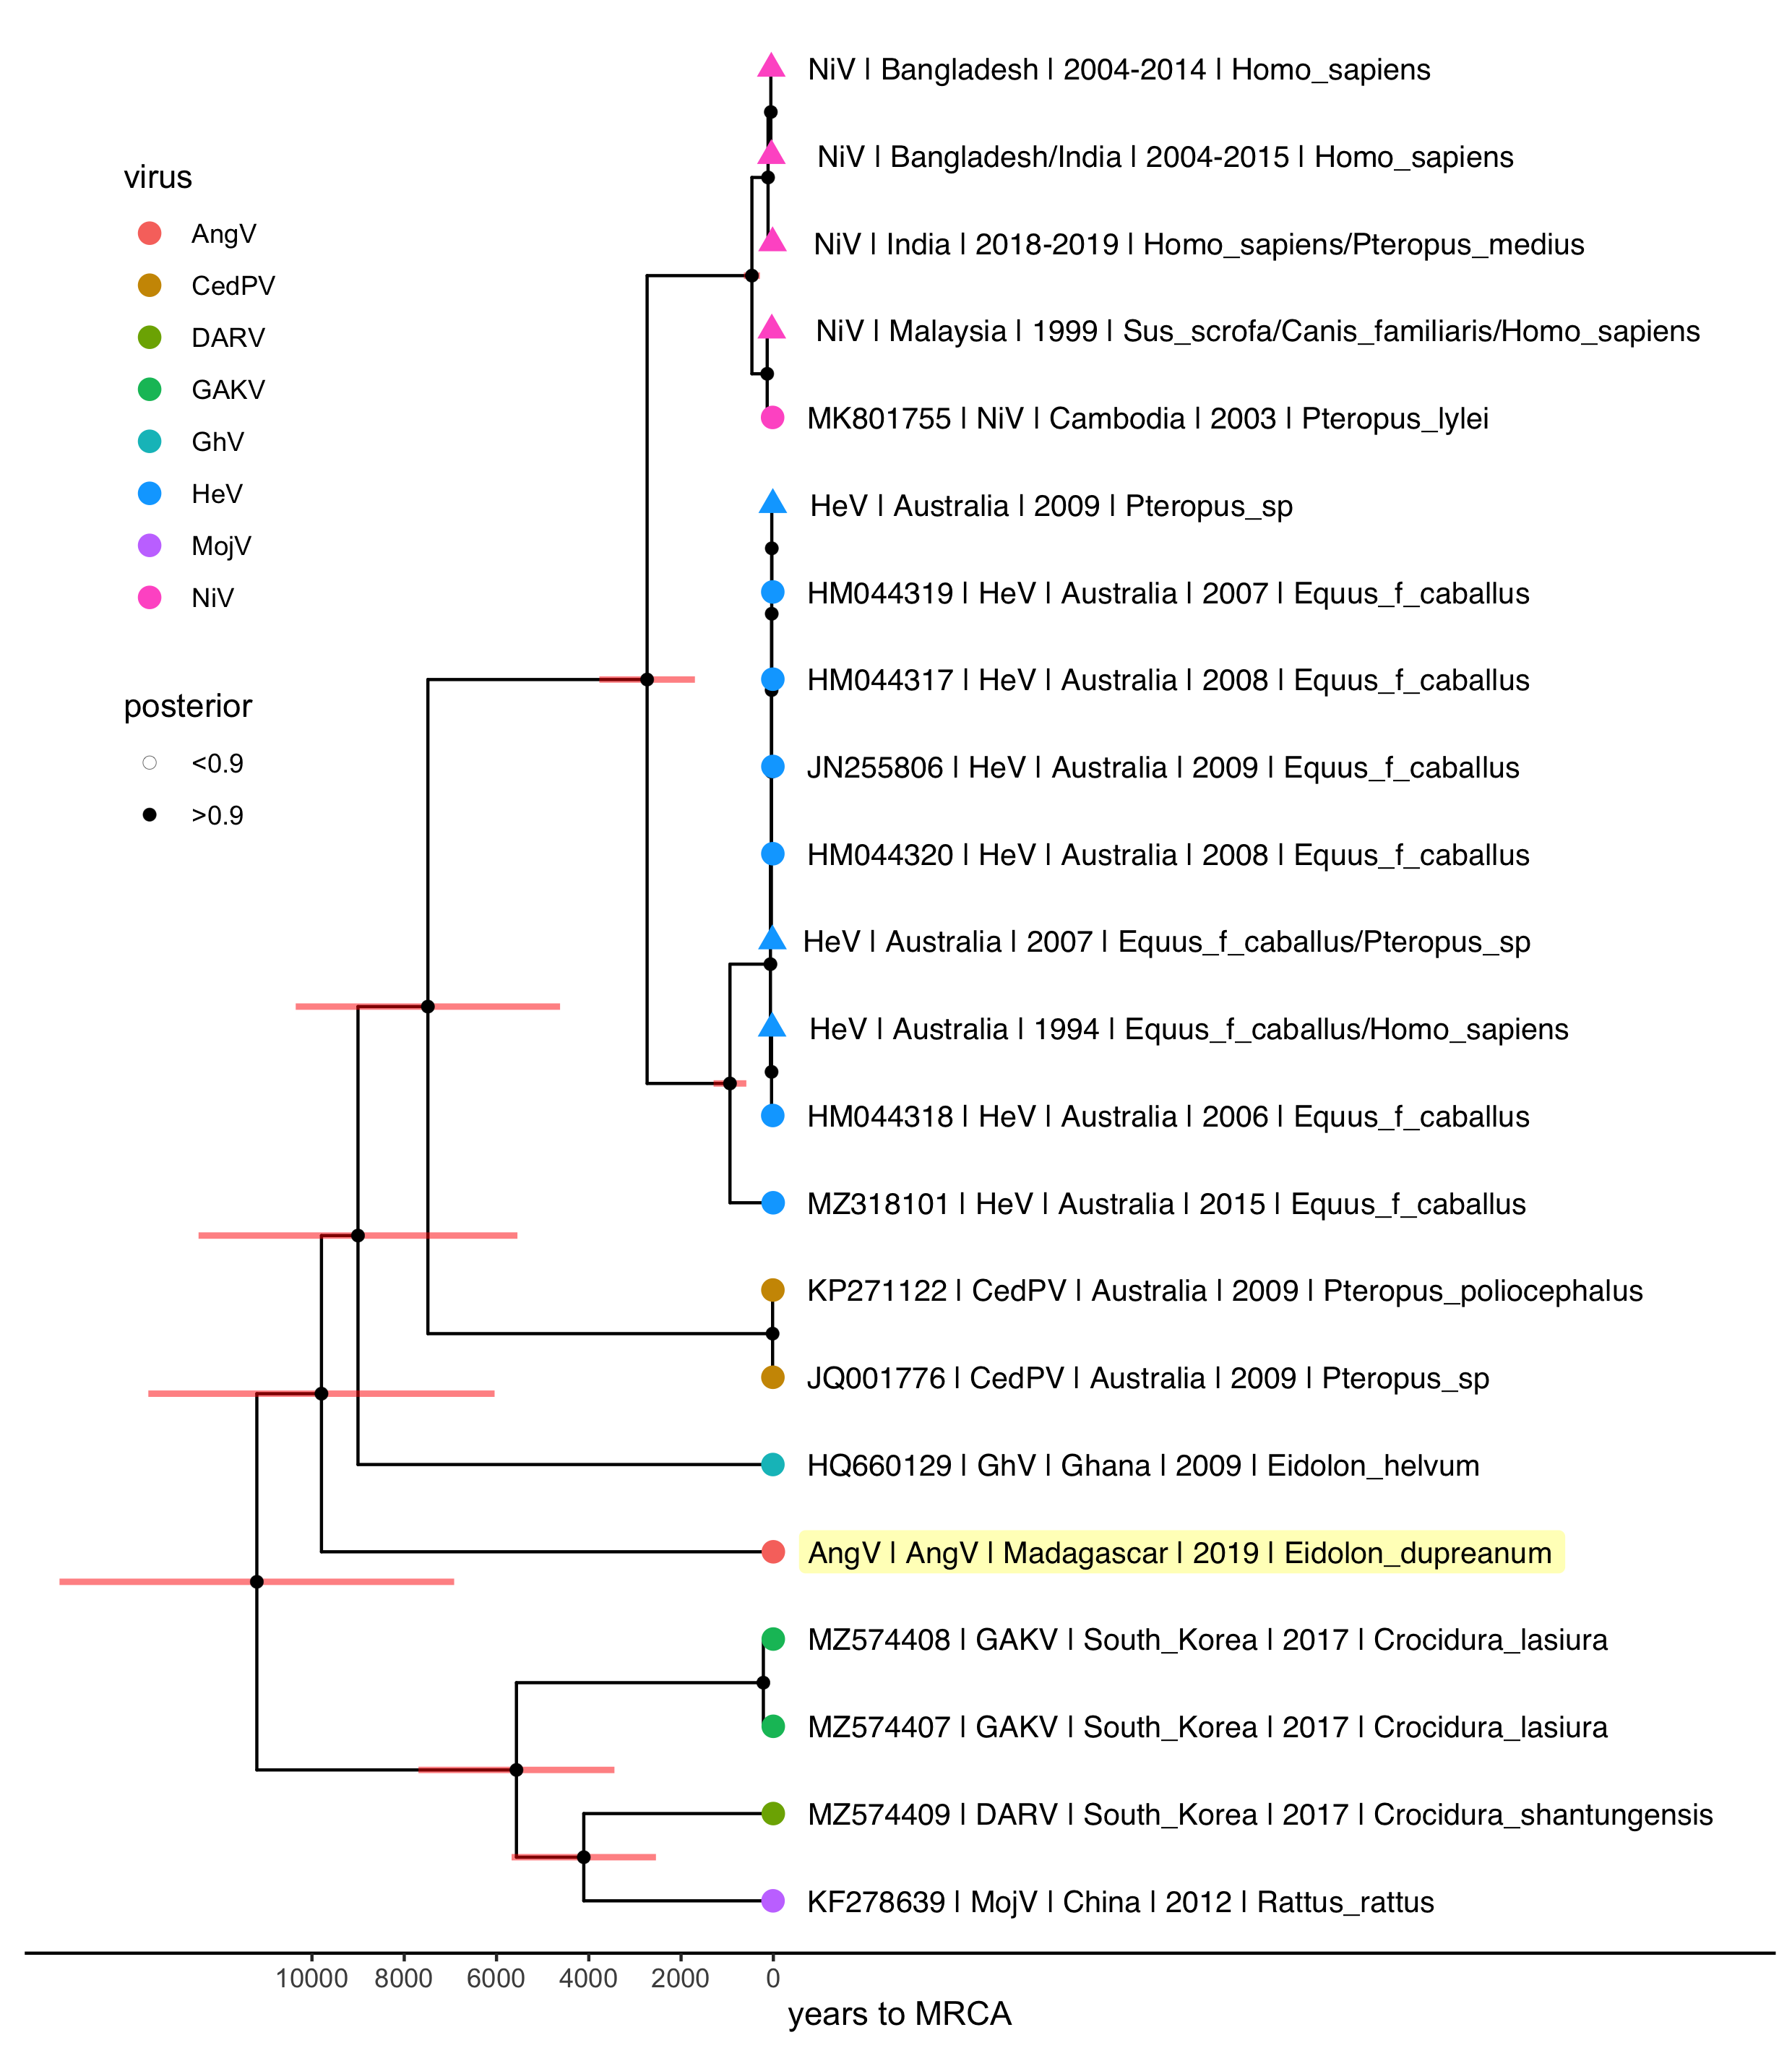 NiV | Bangladesh | 2004-2014 | Homo_sapiens
NiV | Bangladesh/India | 2004-2015 | Homo_sapiens
NiV | India | 2018-2019 | Homo_sapiens/Pteropus_medius
NiV | Malaysia | 1999 | Sus_scrofa/Canis_familiaris/Homo_sapiens
MK801755 | NiV | Cambodia | 2003 | Pteropus_lylei
HeV | Australia | 2009 | Pteropus_sp
HM044319 | HeV | Australia | 2007 | Equus_f_caballus
HM044317 | HeV | Australia | 2008 | Equus_f_caballus
JN255806 | HeV | Australia | 2009 | Equus_f_caballus
HM044320 | HeV | Australia | 2008 | Equus_f_caballus
HeV | Australia | 2007 | Equus_f_caballus/Pteropus_sp
HeV | Australia | 1994 | Equus_f_caballus/Homo_sapiens
HM044318 | HeV | Australia | 2006 | Equus_f_caballus
MZ318101 | HeV | Australia | 2015 | Equus_f_caballus
KP271122 | CedPV | Australia | 2009 | Pteropus_poliocephalus
JQ001776 | CedPV | Australia | 2009 | Pteropus_sp
HQ660129 | GhV | Ghana | 2009 | Eidolon_helvum
AngV | AngV | Madagascar | 2019 | Eidolon_dupreanum
MZ574408 | GAKV | South_Korea | 2017 | Crocidura_lasiura
MZ574407 | GAKV | South_Korea | 2017 | Crocidura_lasiura
MZ574409 | DARV | South_Korea | 2017 | Crocidura_shantungensis
KF278639 | MojV | China | 2012 | Rattus_rattus
virus
AngV
CedPV
DARV
GAKV
GhV
HeV
MojV
NiV
posterior
<0.9
>0.9
10000 8000 6000 4000 2000 0
years to MRCA